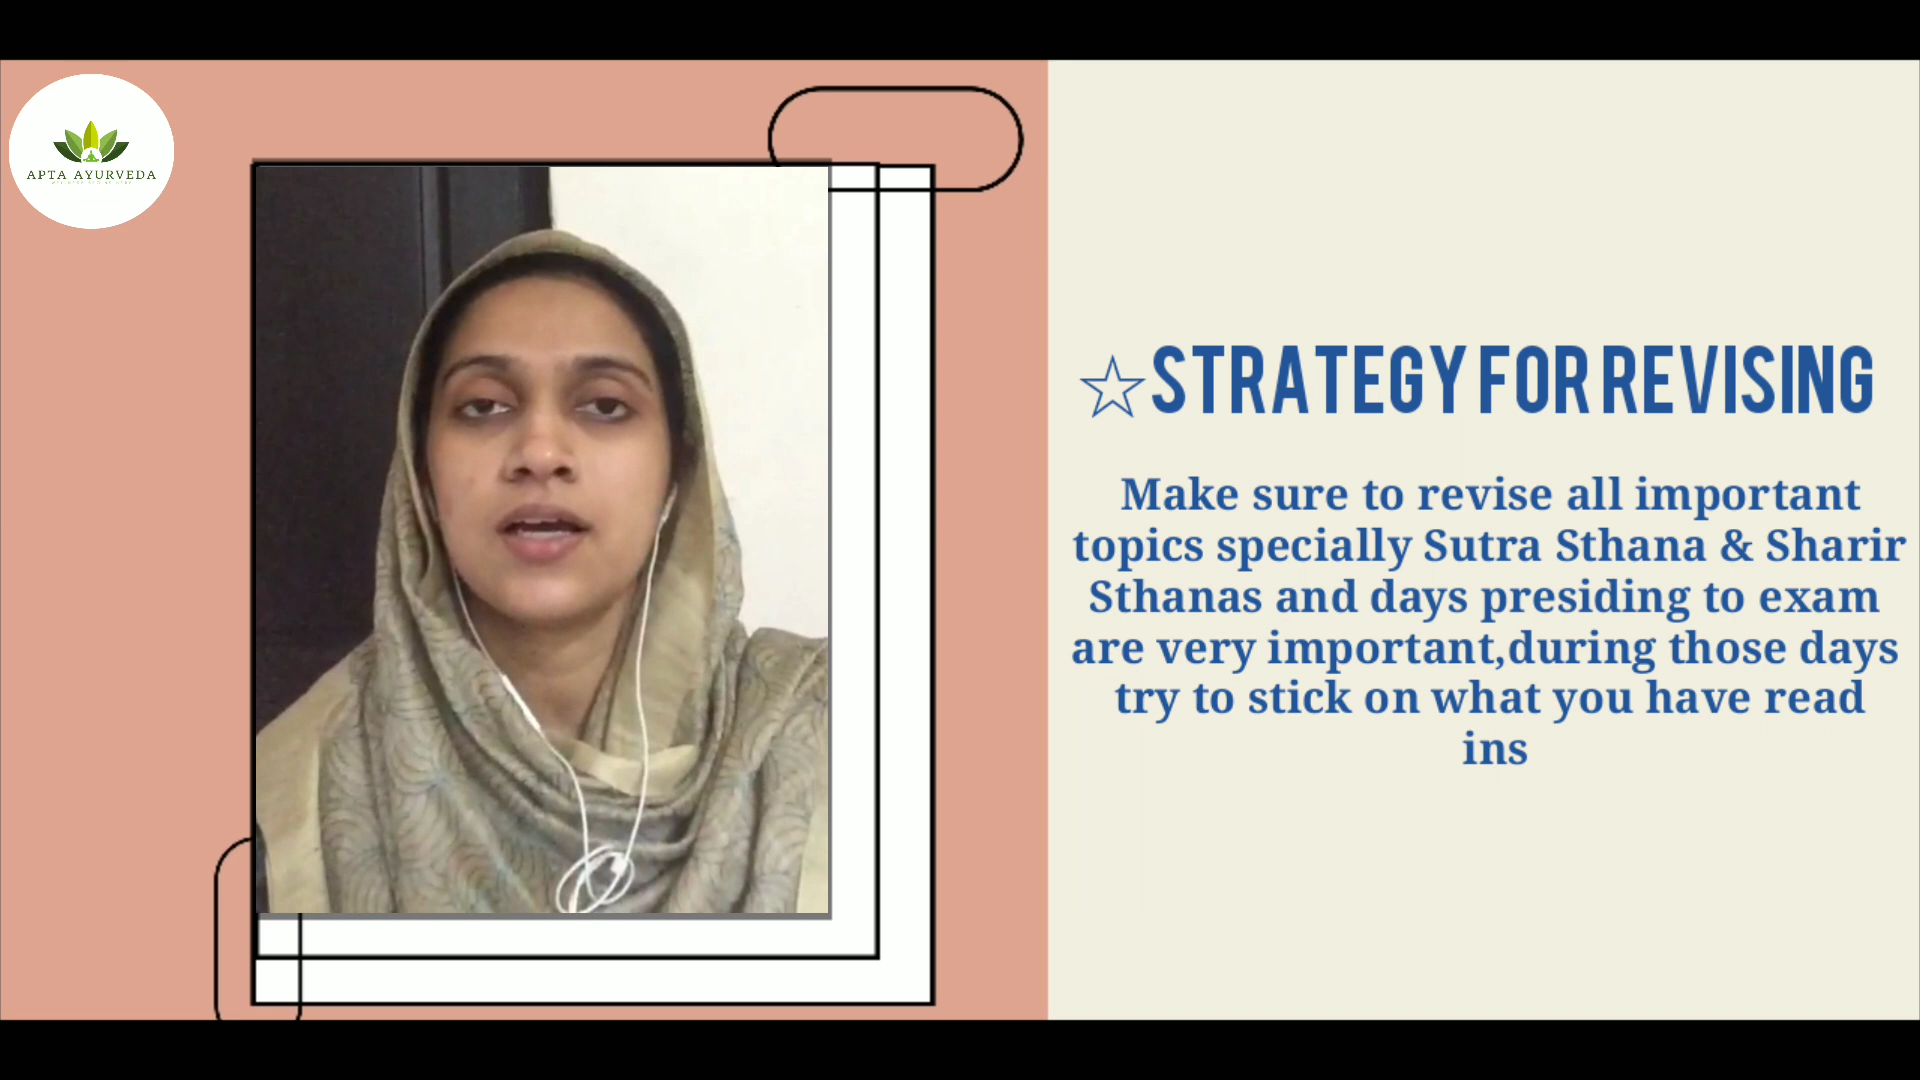 APTA AYURVEDA
☆STRATEGY FOR REVISING
Make sure to revise all important
topics specially Sutra Sthana & Sharir
Sthanas and days presiding to exam
are very important,during those days
try to stick on what you have read
ins